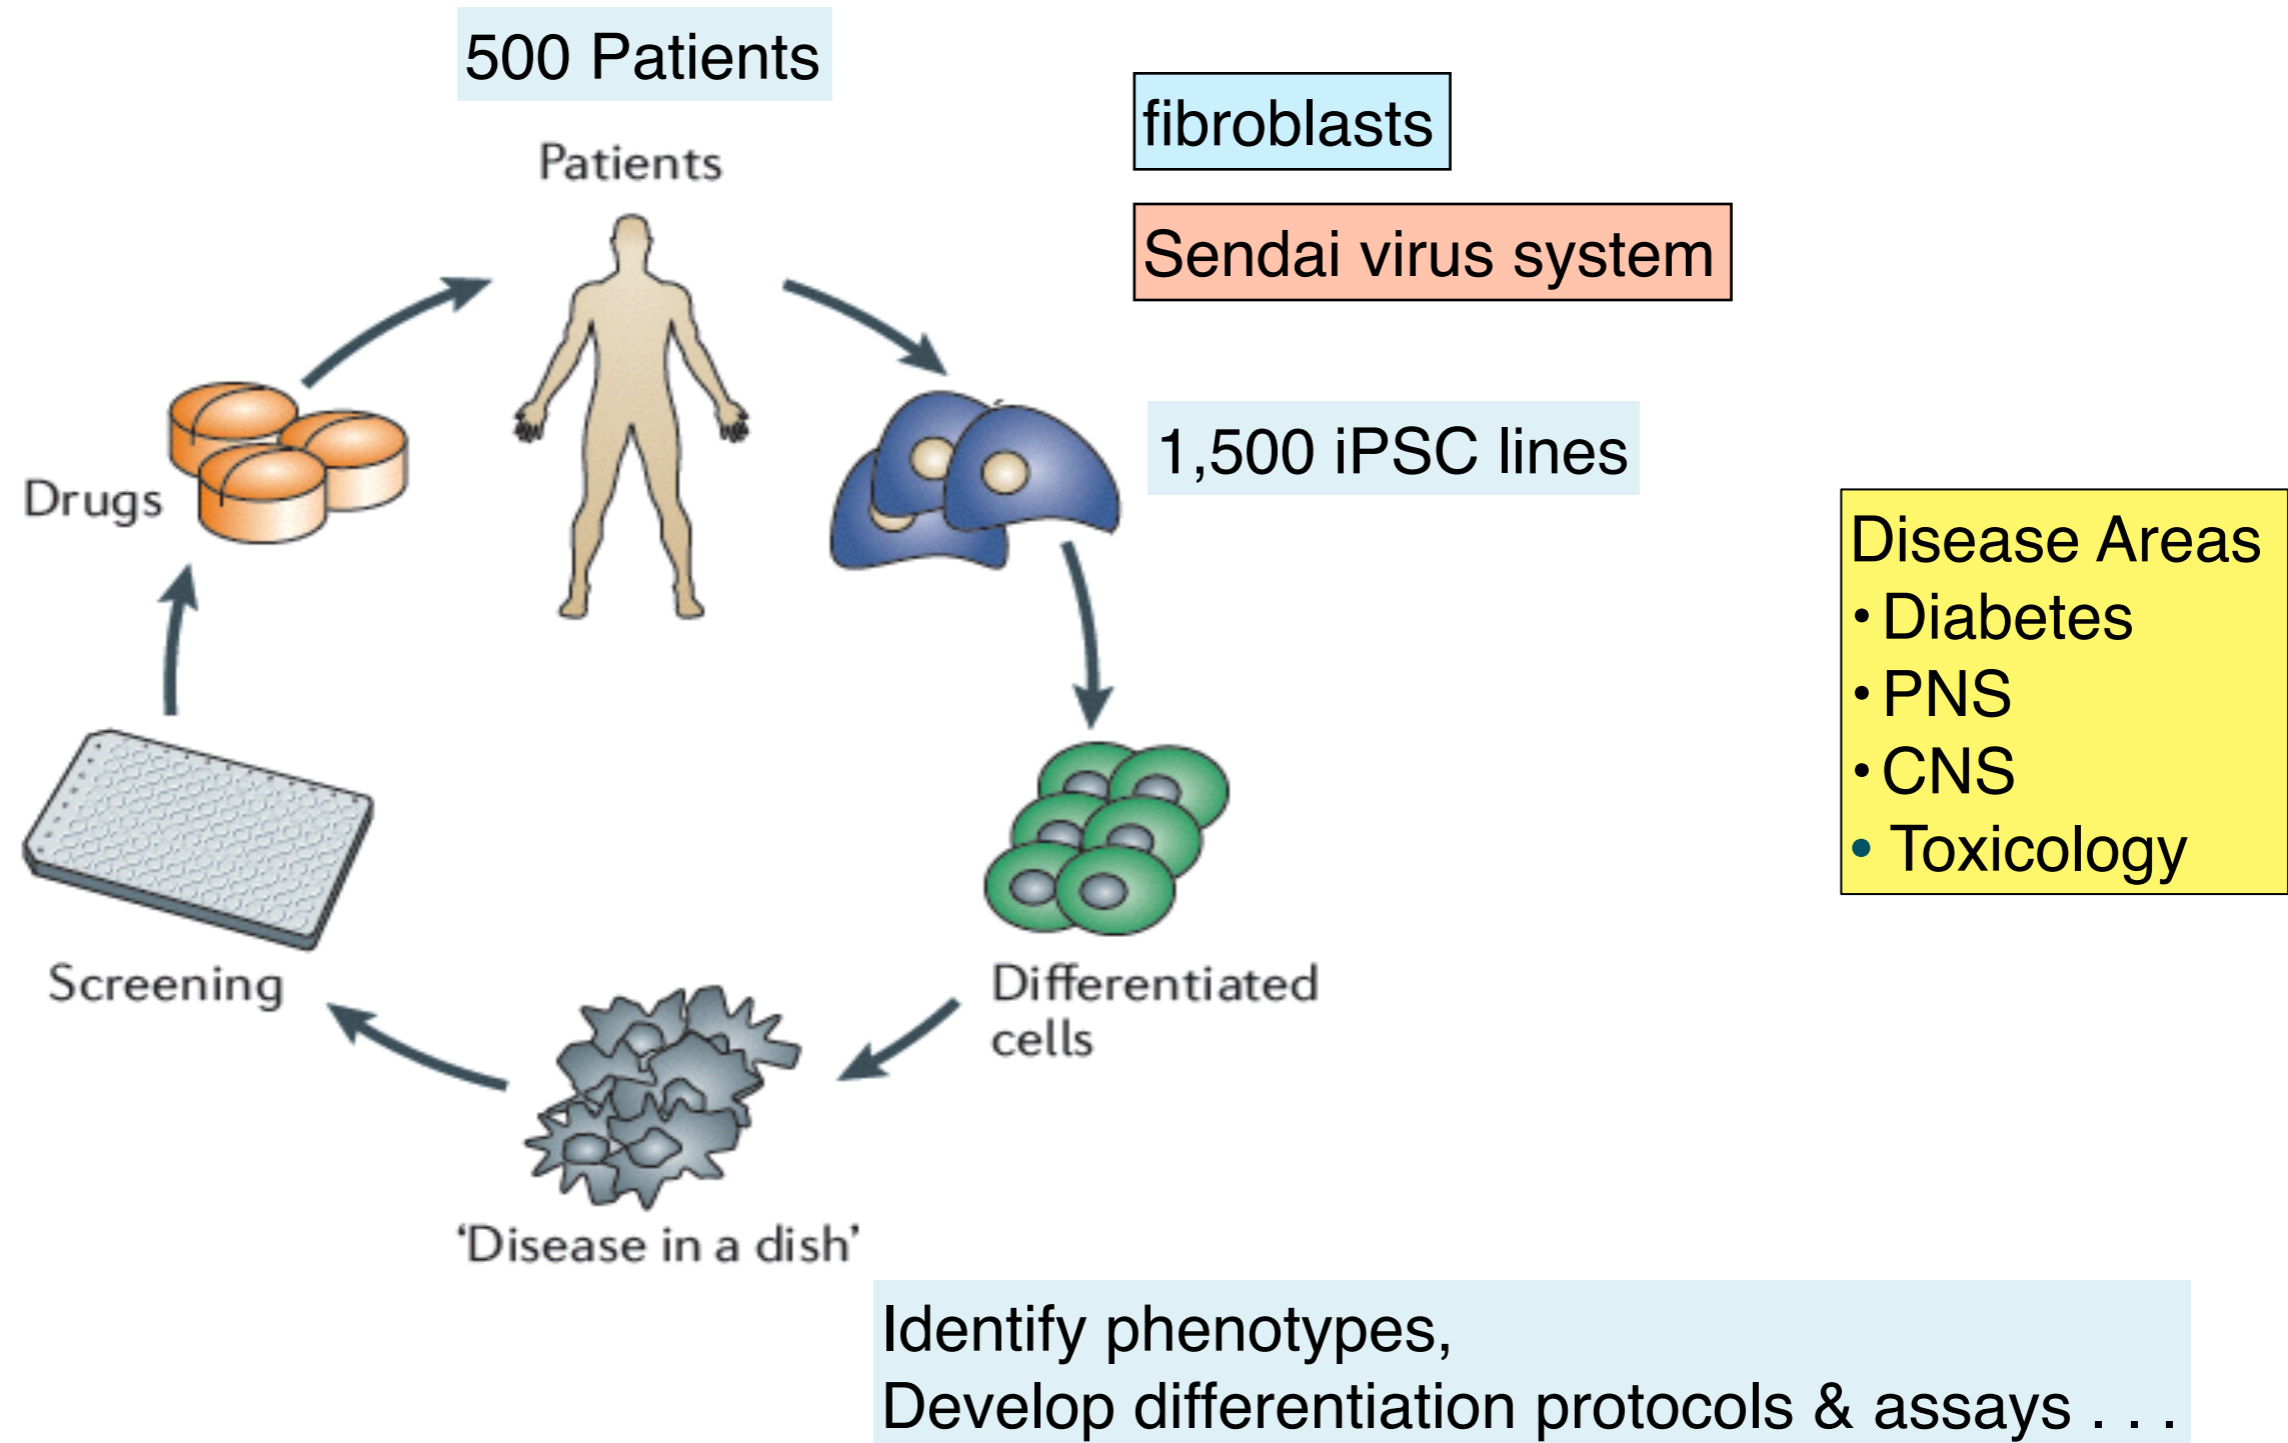 500 Patients
Patients
fibroblasts
Sendai virus system
1,500 iPSC lines
Drugs
Disease Areas
• Diabetes
• PNS
• CNS
• Toxicology
Screening
Differentiated
cells
‘Disease in a dish’
Identify phenotypes,
Develop differentiation protocols & assays . . .